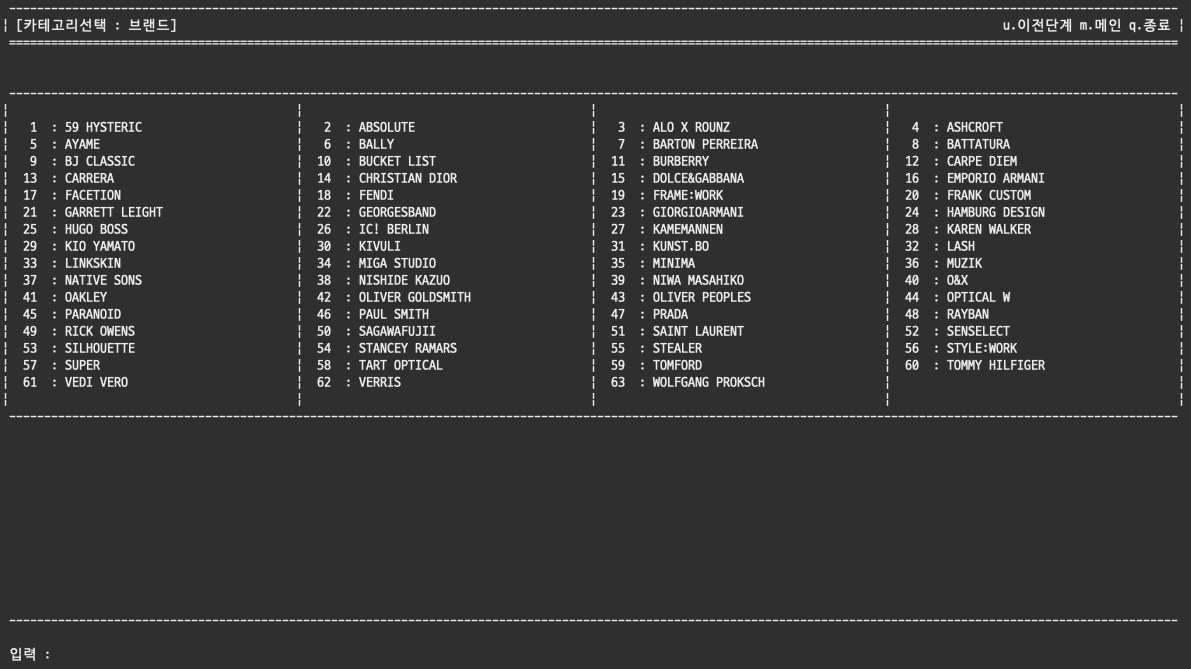 [카테고리선택 : 브랜드] u.이전단계 m.메인 q.종료
1 : 59 HYSTERIC 2 : ABSOLUTE 3 : ALO X ROUNZ 4 : ASHCROFT
5 : AYAME 6 : BALLY 7 : BARTON PERREIRA 8 : BATTATURA
9 : BJ CLASSIC 10 : BUCKET LIST 11 : BURBERRY 12 : CARPE DIEM
13 : CARRERA 14 : CHRISTIAN DIOR 15 : DOLCE&GABBANA 16 : EMPORIO ARMANI
17 : FACETION 18 : FENDI 19 : FRAME:WORK 20 : FRANK CUSTOM
21 : GARRETT LEIGHT 22 : GEORGESBAND 23 : GIORGIOARMANI 24 : HAMBURG DESIGN
25 : HUGO BOSS 26 : IC! BERLIN 27 : KAMEMANNEN 28 : KAREN WALKER
29 : KIO YAMATO 30 : KIVULI 31 : KUNST.BO 32 : LASH
33 : LINKSKIN 34 : MIGA STUDIO 35 : MINIMA 36 : MUZIK
37 : NATIVE SONS 38 : NISHIDE KAZUO 39 : NIWA MASAHIKO 40 : O&X
41 : OAKLEY 42 : OLIVER GOLDSMITH 43 : OLIVER PEOPLES 44 : OPTICAL W
45 : PARANOID 46 : PAUL SMITH 47 : PRADA 48 : RAYBAN
49 : RICK OWENS 50 : SAGAWAFUJII 51 : SAINT LAURENT 52 : SENSELECT
53 : SILHOUETTE 54 : STANCEY RAMARS 55 : STEALER 56 : STYLE:WORK
57 : SUPER 58 : TART OPTICAL 59 : TOMFORD 60 : TOMMY HILFIGER
61 : VEDI VERO 62 : VERRIS 63 : WOLFGANG PROKSCH
입력 :